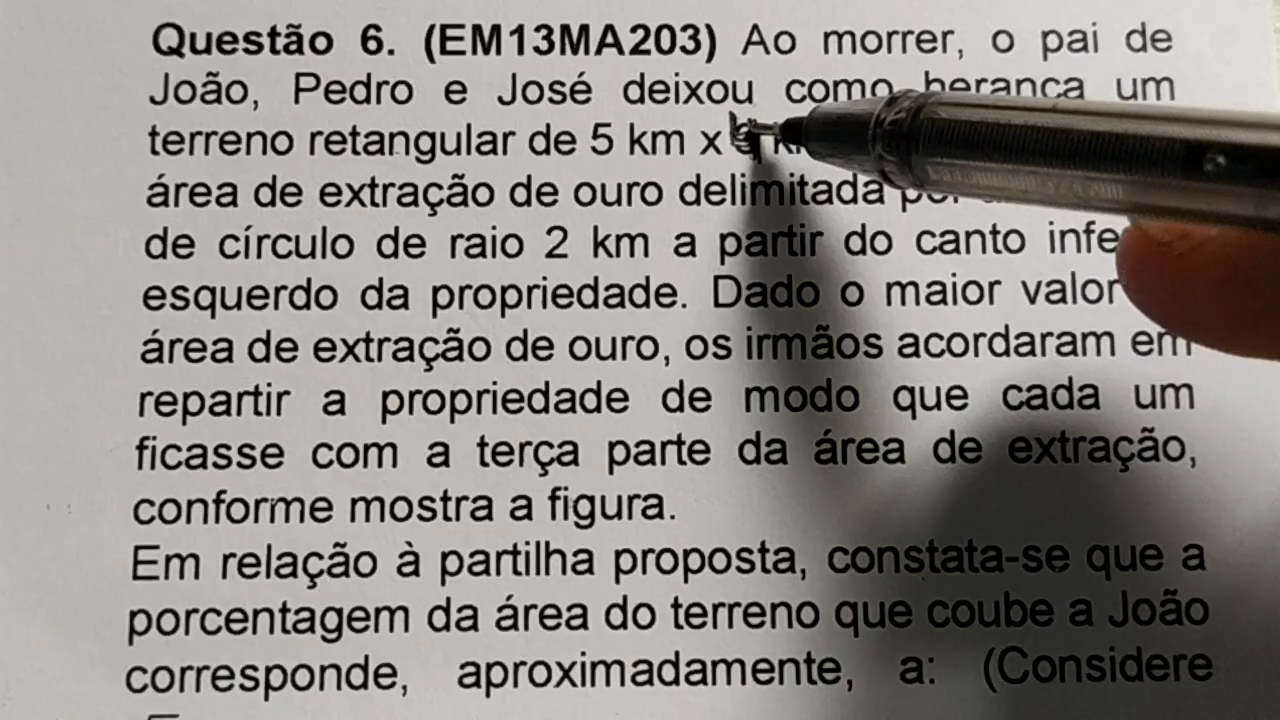 Questão 6. (EM13MA203) Ao morrer, o pai de
João, Pedro e José deixou como herança um
terreno retangular de 5 km x
área de extração de ouro delimitada
de círculo de raio 2 km a partir do canto
esquerdo da propriedade. Dado o maior valor
área de extração de ouro, os irmãos acordaram em
repartir a propriedade de modo que cada um
ficasse com a terça parte da área de extração,
conforme mostra a figura.
Em relação à partilha proposta, constata-se que a
porcentagem da área do terreno que coube a João
corresponde, aproximadamente, a: (Considere